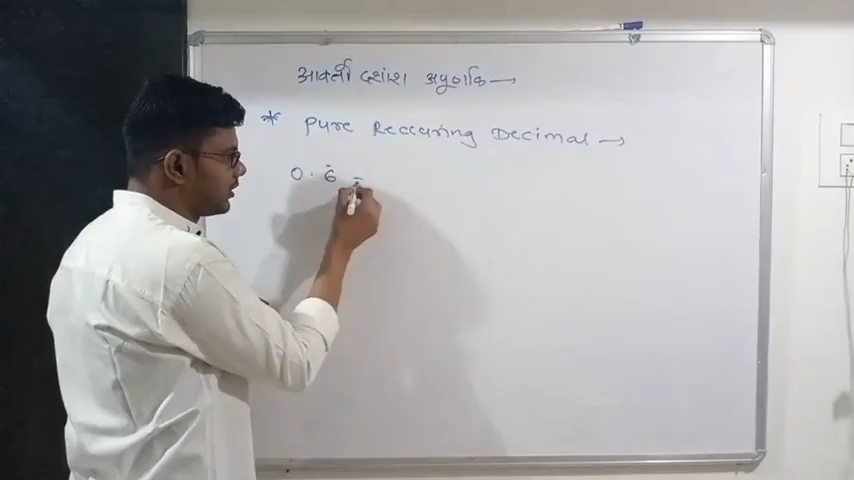 आवर्ती दशांश अपूर्णांक →
* Pure Reccuring Decimal →
0.6̇ =